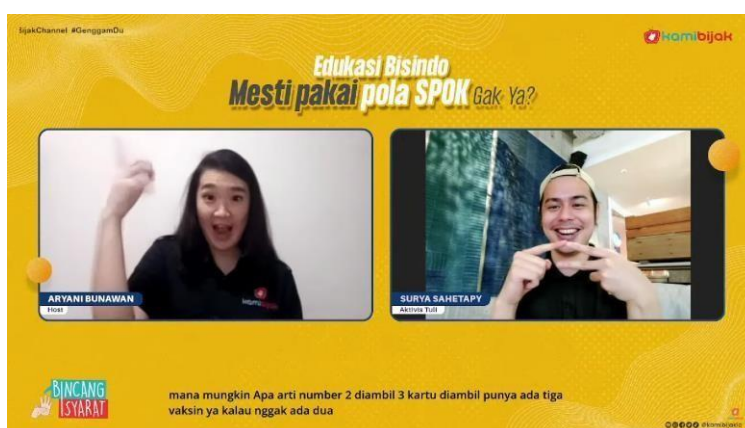 BijakChannel #GenggamDu
kamibijak
Edukasi Bisindo
Mesti pakai pola SPOK Gak Ya?
kamibijak
ARYANI BUNAWAN
Host
SURYA SAHETAPY
Aktivis Tuli
BINCANG
ISYARAT
mana mungkin Apa arti number 2 diambil 3 kartu diambil punya ada tiga
vaksin ya kalau nggak ada dua